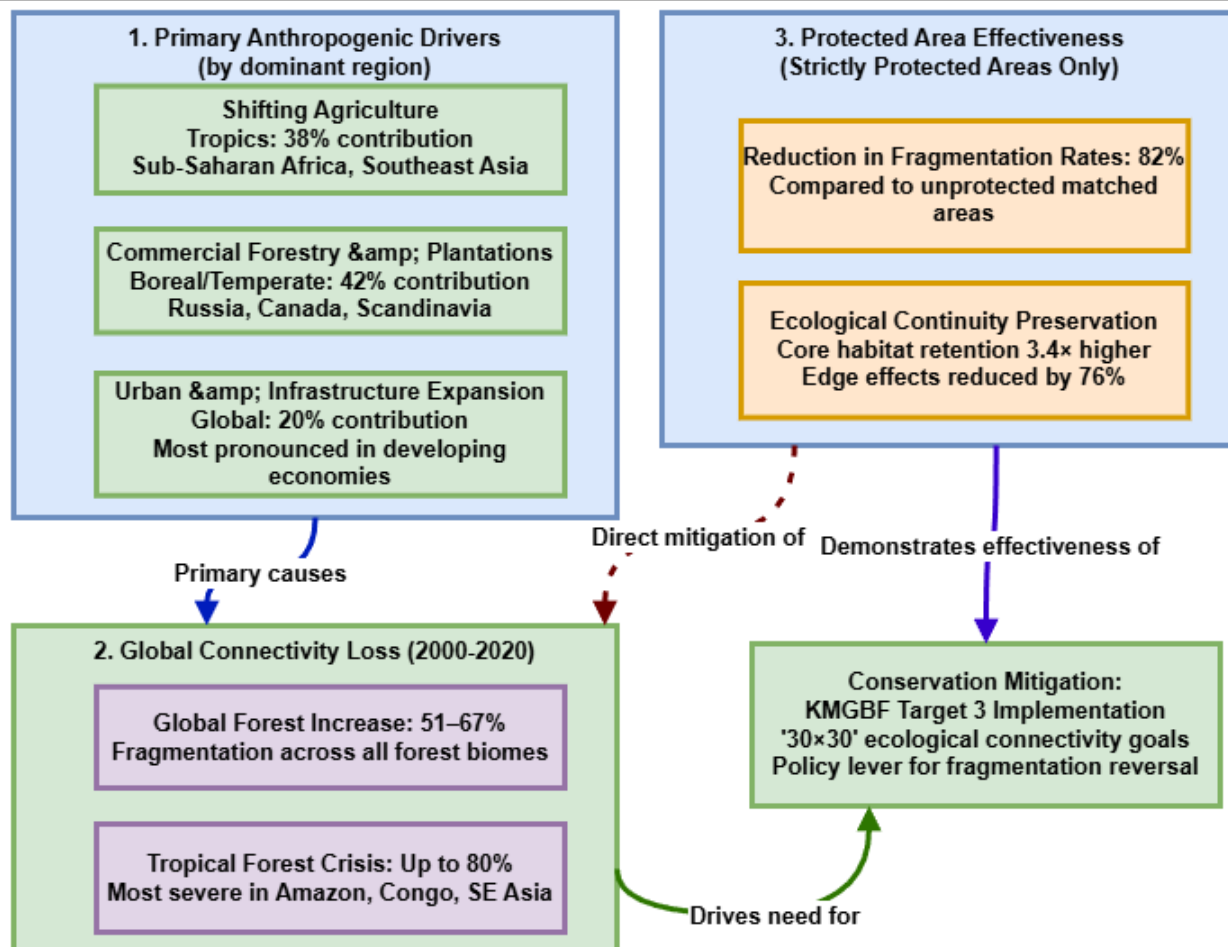 1. Primary Anthropogenic Drivers
(by dominant region)
Shifting Agriculture
Tropics: 38% contribution
Sub-Saharan Africa, Southeast Asia
Commercial Forestry &amp; Plantations
Boreal/Temperate: 42% contribution
Russia, Canada, Scandinavia
Urban &amp; Infrastructure Expansion
Global: 20% contribution
Most pronounced in developing
economies
3. Protected Area Effectiveness
(Strictly Protected Areas Only)
Reduction in Fragmentation Rates: 82%
Compared to unprotected matched
areas
Ecological Continuity Preservation
Core habitat retention 3.4× higher
Edge effects reduced by 76%
Primary causes
Direct mitigation of
Demonstrates effectiveness of
2. Global Connectivity Loss (2000-2020)
Global Forest Increase: 51–67%
Fragmentation across all forest biomes
Tropical Forest Crisis: Up to 80%
Most severe in Amazon, Congo, SE Asia
Conservation Mitigation:
KMGBF Target 3 Implementation
'30×30' ecological connectivity goals
Policy lever for fragmentation reversal
Drives need for